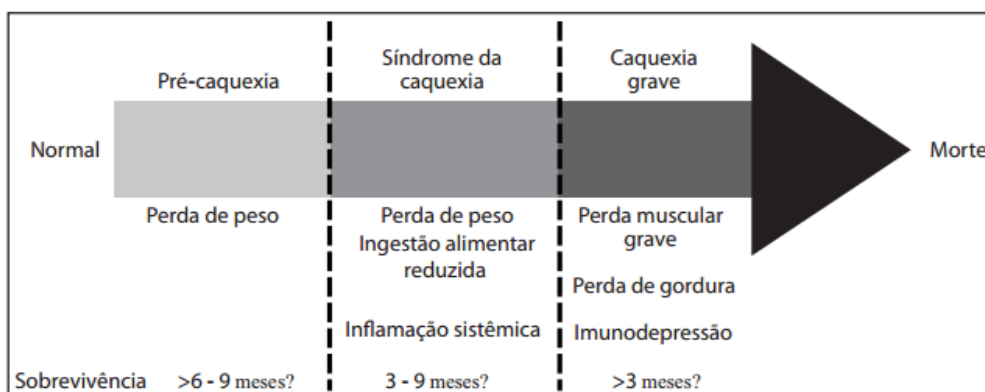 Pré-caquexia
Síndrome da
caquexia
Caquexia
grave
Normal
Morte
Perda de peso
Perda de peso
Ingestão alimentar
reduzida
Inflamação sistêmica
Perda muscular
grave
Perda de gordura
Imunodepressão
Sobrevivência >6 - 9 meses? 3 - 9 meses? >3 meses?